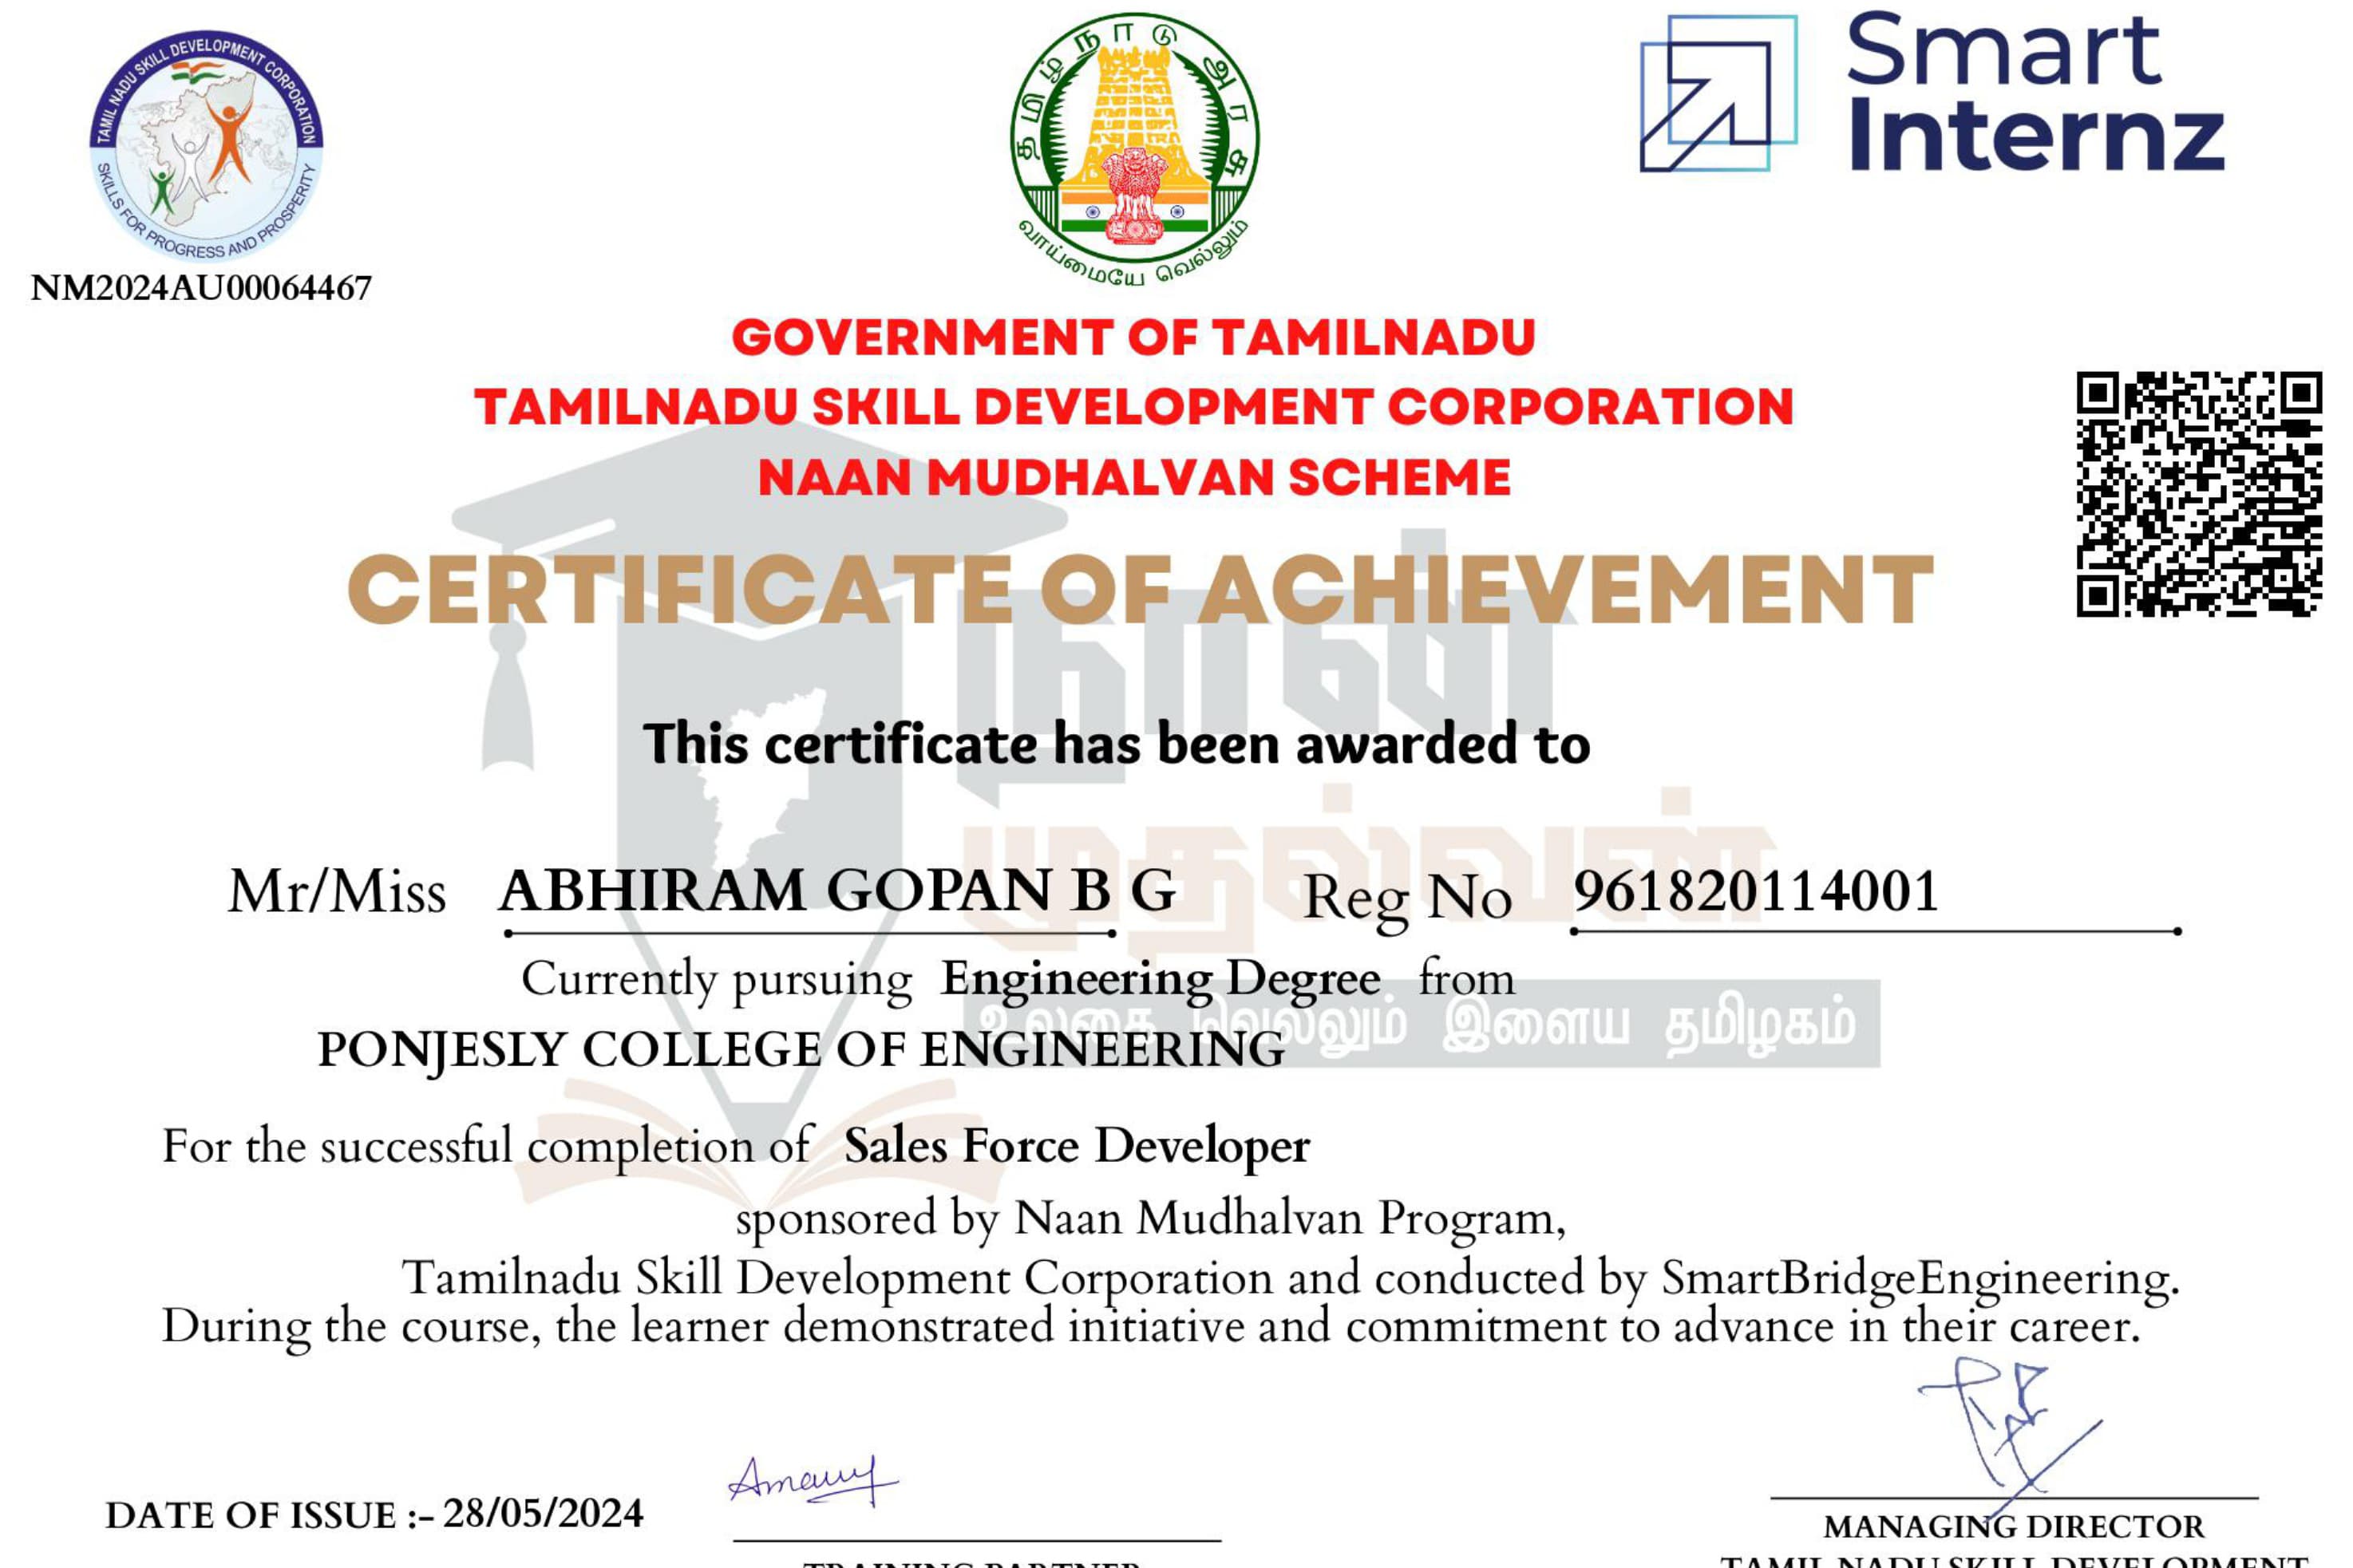 TAMIL NADU SKILL DEVELOPMENT CORPORATION
SKILLS FOR PROGRESS AND PROSPERITY
NM2024AU00064467
தமிழ்நாடு அரசு
வாய்மையே வெல்லும்
Smart
Internz
GOVERNMENT OF TAMILNADU
TAMILNADU SKILL DEVELOPMENT CORPORATION
NAAN MUDHALVAN SCHEME
CERTIFICATE OF ACHIEVEMENT
நான்
முதல்வன்
உலகை வெல்லும் இளைய தமிழகம்
This certificate has been awarded to
Mr/Miss ABHIRAM GOPAN B G Reg No 961820114001
Currently pursuing Engineering Degree from
PONJESLY COLLEGE OF ENGINEERING
For the successful completion of Sales Force Developer
sponsored by Naan Mudhalvan Program,
Tamilnadu Skill Development Corporation and conducted by SmartBridgeEngineering.
During the course, the learner demonstrated initiative and commitment to advance in their career.
DATE OF ISSUE :- 28/05/2024
TRAINING PARTNER
MANAGING DIRECTOR
TAMIL NADU SKILL DEVELOPMENT